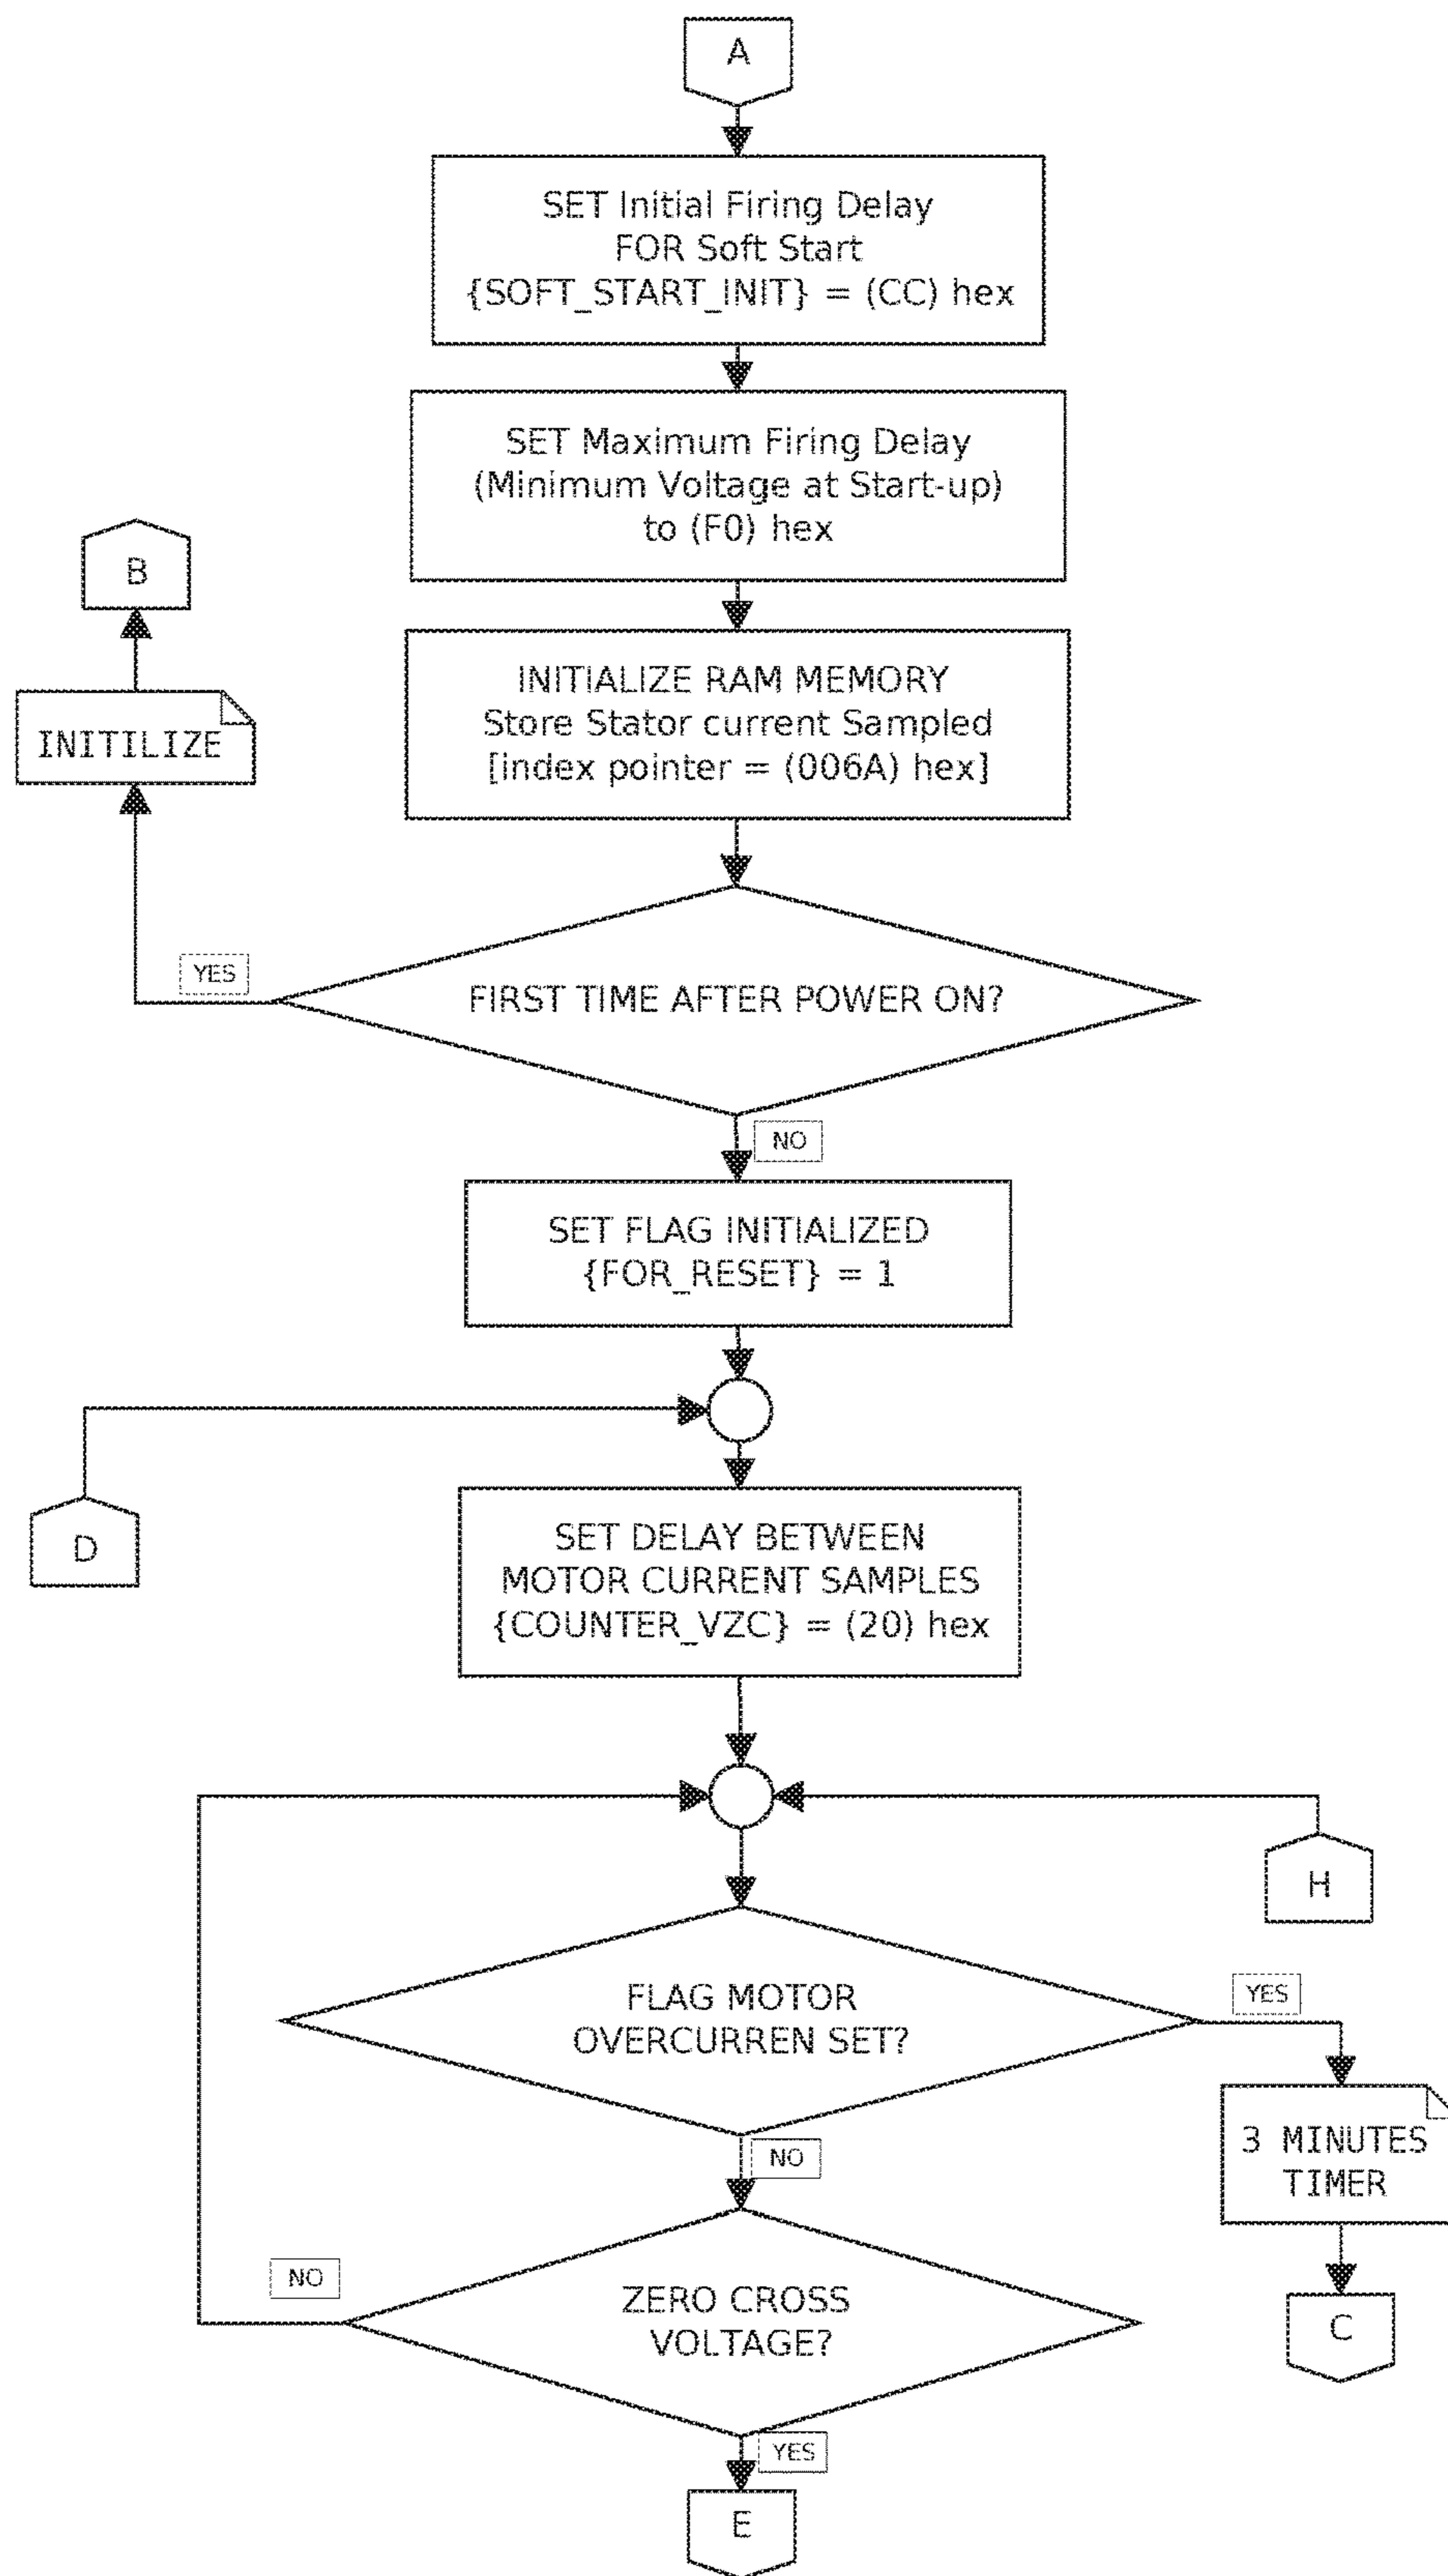 A
SET Initial Firing Delay
FOR Soft Start
{SOFT_START_INIT} = (CC) hex
SET Maximum Firing Delay
(Minimum Voltage at Start-up)
to (F0) hex
B
INITILIZE
INITIALIZE RAM MEMORY
Store Stator current Sampled
[index pointer = (006A) hex]
YES
FIRST TIME AFTER POWER ON?
NO
SET FLAG INITIALIZED
{FOR_RESET} = 1
D
SET DELAY BETWEEN
MOTOR CURRENT SAMPLES
{COUNTER_VZC} = (20) hex
H
FLAG MOTOR
OVERCURREN SET?
YES
3 MINUTES
TIMER
NO
C
NO
ZERO CROSS
VOLTAGE?
YES
E